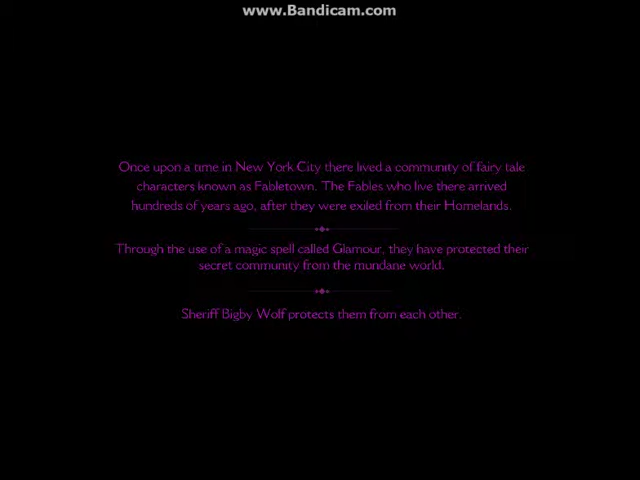 www.Bandicam.com
Once upon a time in New York City there lived a community of fairy tale
characters known as Fabletown. The Fables who live there arrived
hundreds of years ago, after they were exiled from their Homelands.
Through the use of a magic spell called Glamour, they have protected their
secret community from the mundane world.
Sheriff Bigby Wolf protects them from each other.